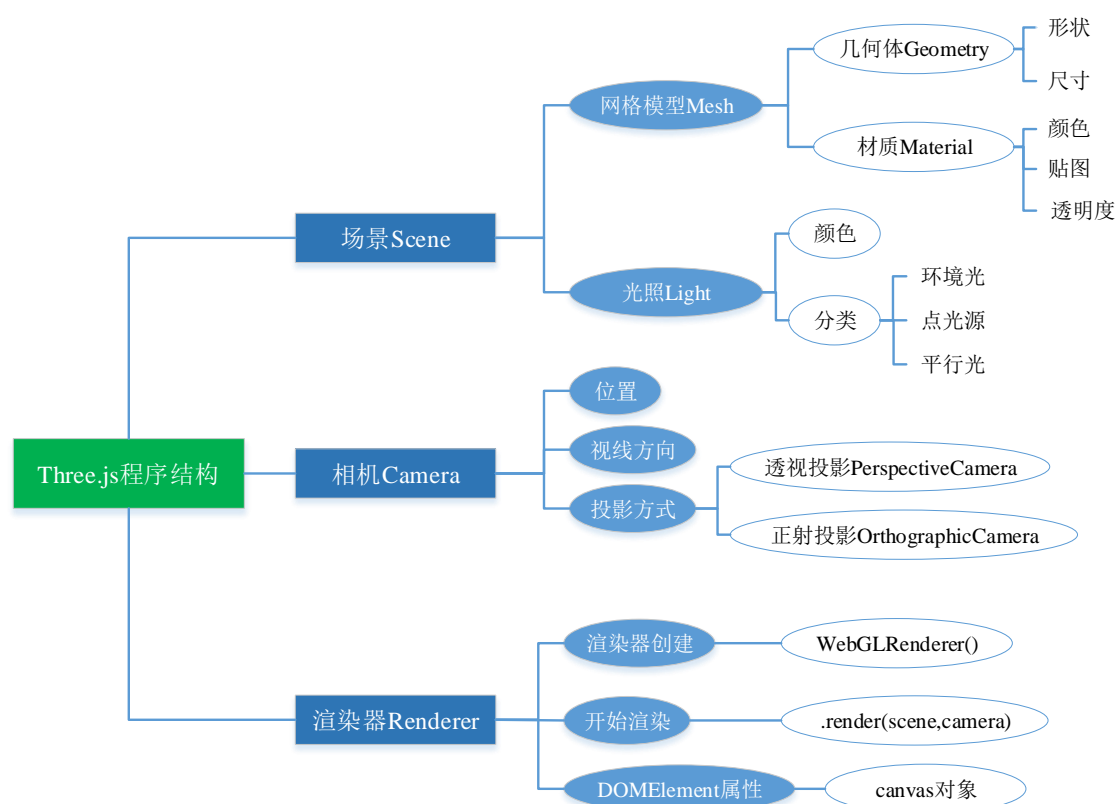 形状
几何体Geometry
尺寸
网格模型Mesh
颜色
材质Material
贴图
透明度
场景Scene
颜色
环境光
光照Light
分类
点光源
平行光
位置
Three.js程序结构
相机Camera
视线方向
透视投影PerspectiveCamera
投影方式
正射投影OrthographicCamera
渲染器创建
WebGLRenderer()
渲染器Renderer
开始渲染
.render(scene,camera)
DOMElement属性
canvas对象